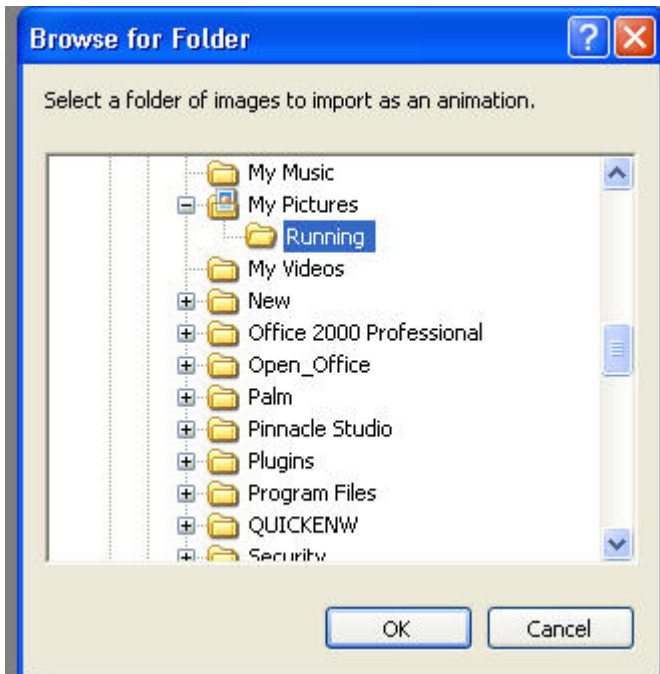 Browse for Folder
Select a folder of images to import as an animation.
My Music
My Pictures
Running
My Videos
New
Office 2000 Professional
Open_Office
Palm
Pinnacle Studio
Plugins
Program Files
QUICKENW
Security
OK Cancel